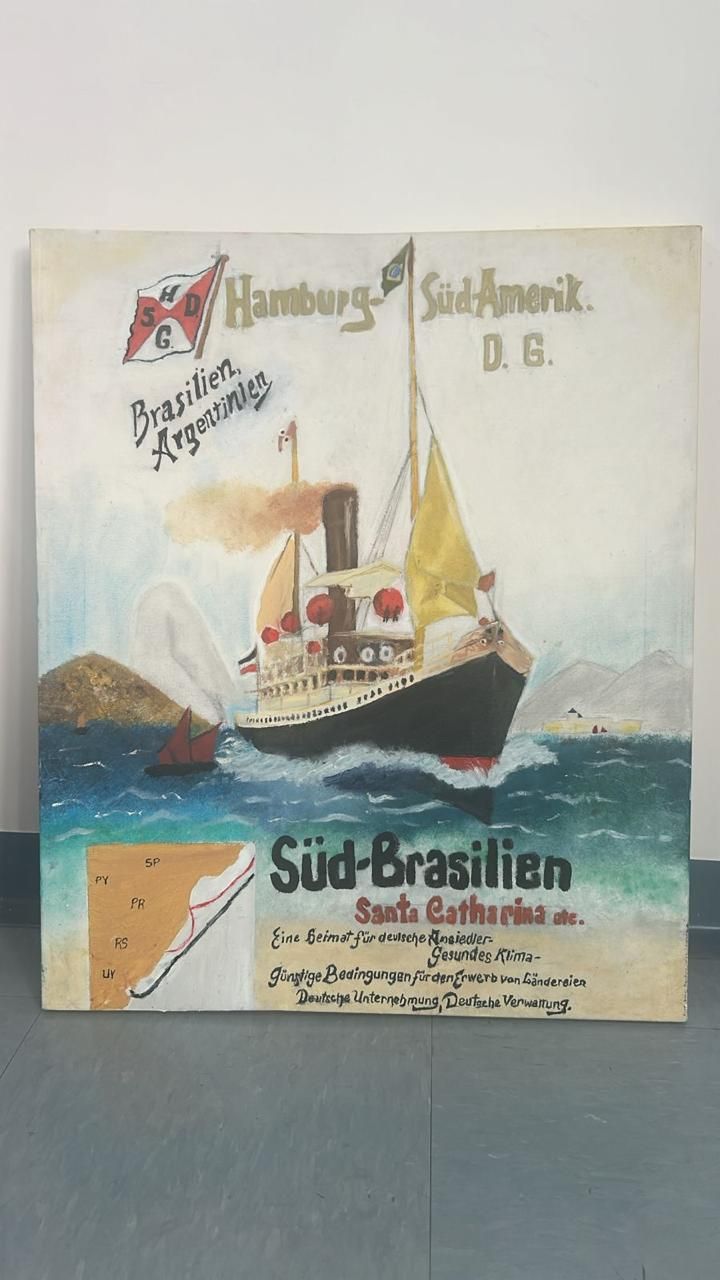 H
S D
G
Hamburg-Süd-Amerik.
D. G.
Brasilien,
Argentinien
SP
PY
PR
RS
UY
Süd-Brasilien
Santa Catharina etc.
Eine Heimat für deutsche Ansiedler-
Gesundes Klima-
günstige Bedingungen für den Erwerb von Ländereien
Deutsche Unternehmung, Deutsche Verwaltung.